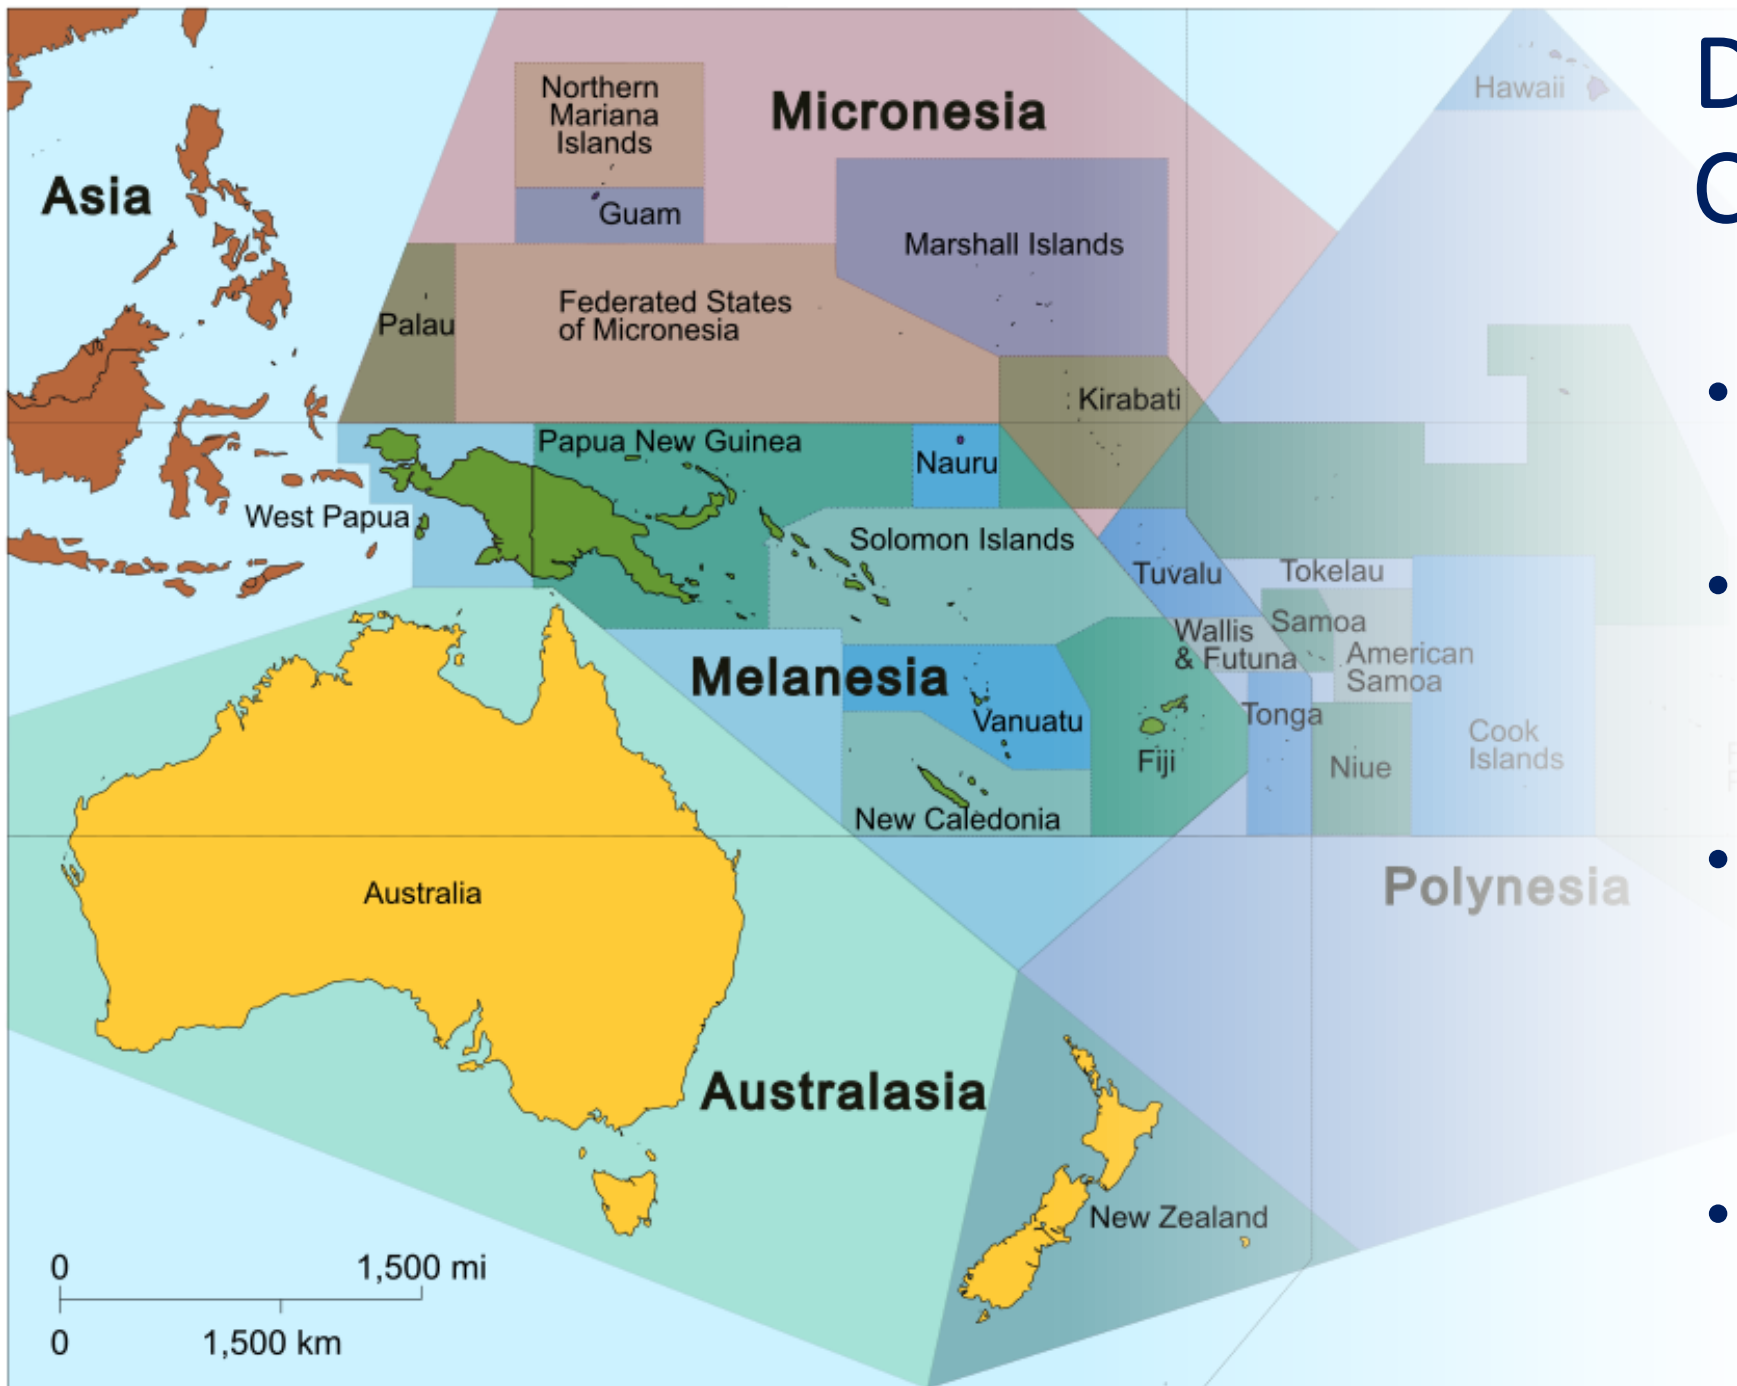 Northern
Mariana
Islands
Micronesia
Hawaii
Asia
Guam
Marshall Islands
Federated States
of Micronesia
Palau
Kirabati
Papua New Guinea
Nauru
West Papua
Solomon Islands
Tuvalu
Tokelau
Samoa
Wallis
& Futuna
American
Samoa
Melanesia
Vanuatu
Tonga
Cook
Islands
Fiji
Niue
New Caledonia
Australia
Polynesia
Australasia
New Zealand
0 1,500 mi
0 1,500 km